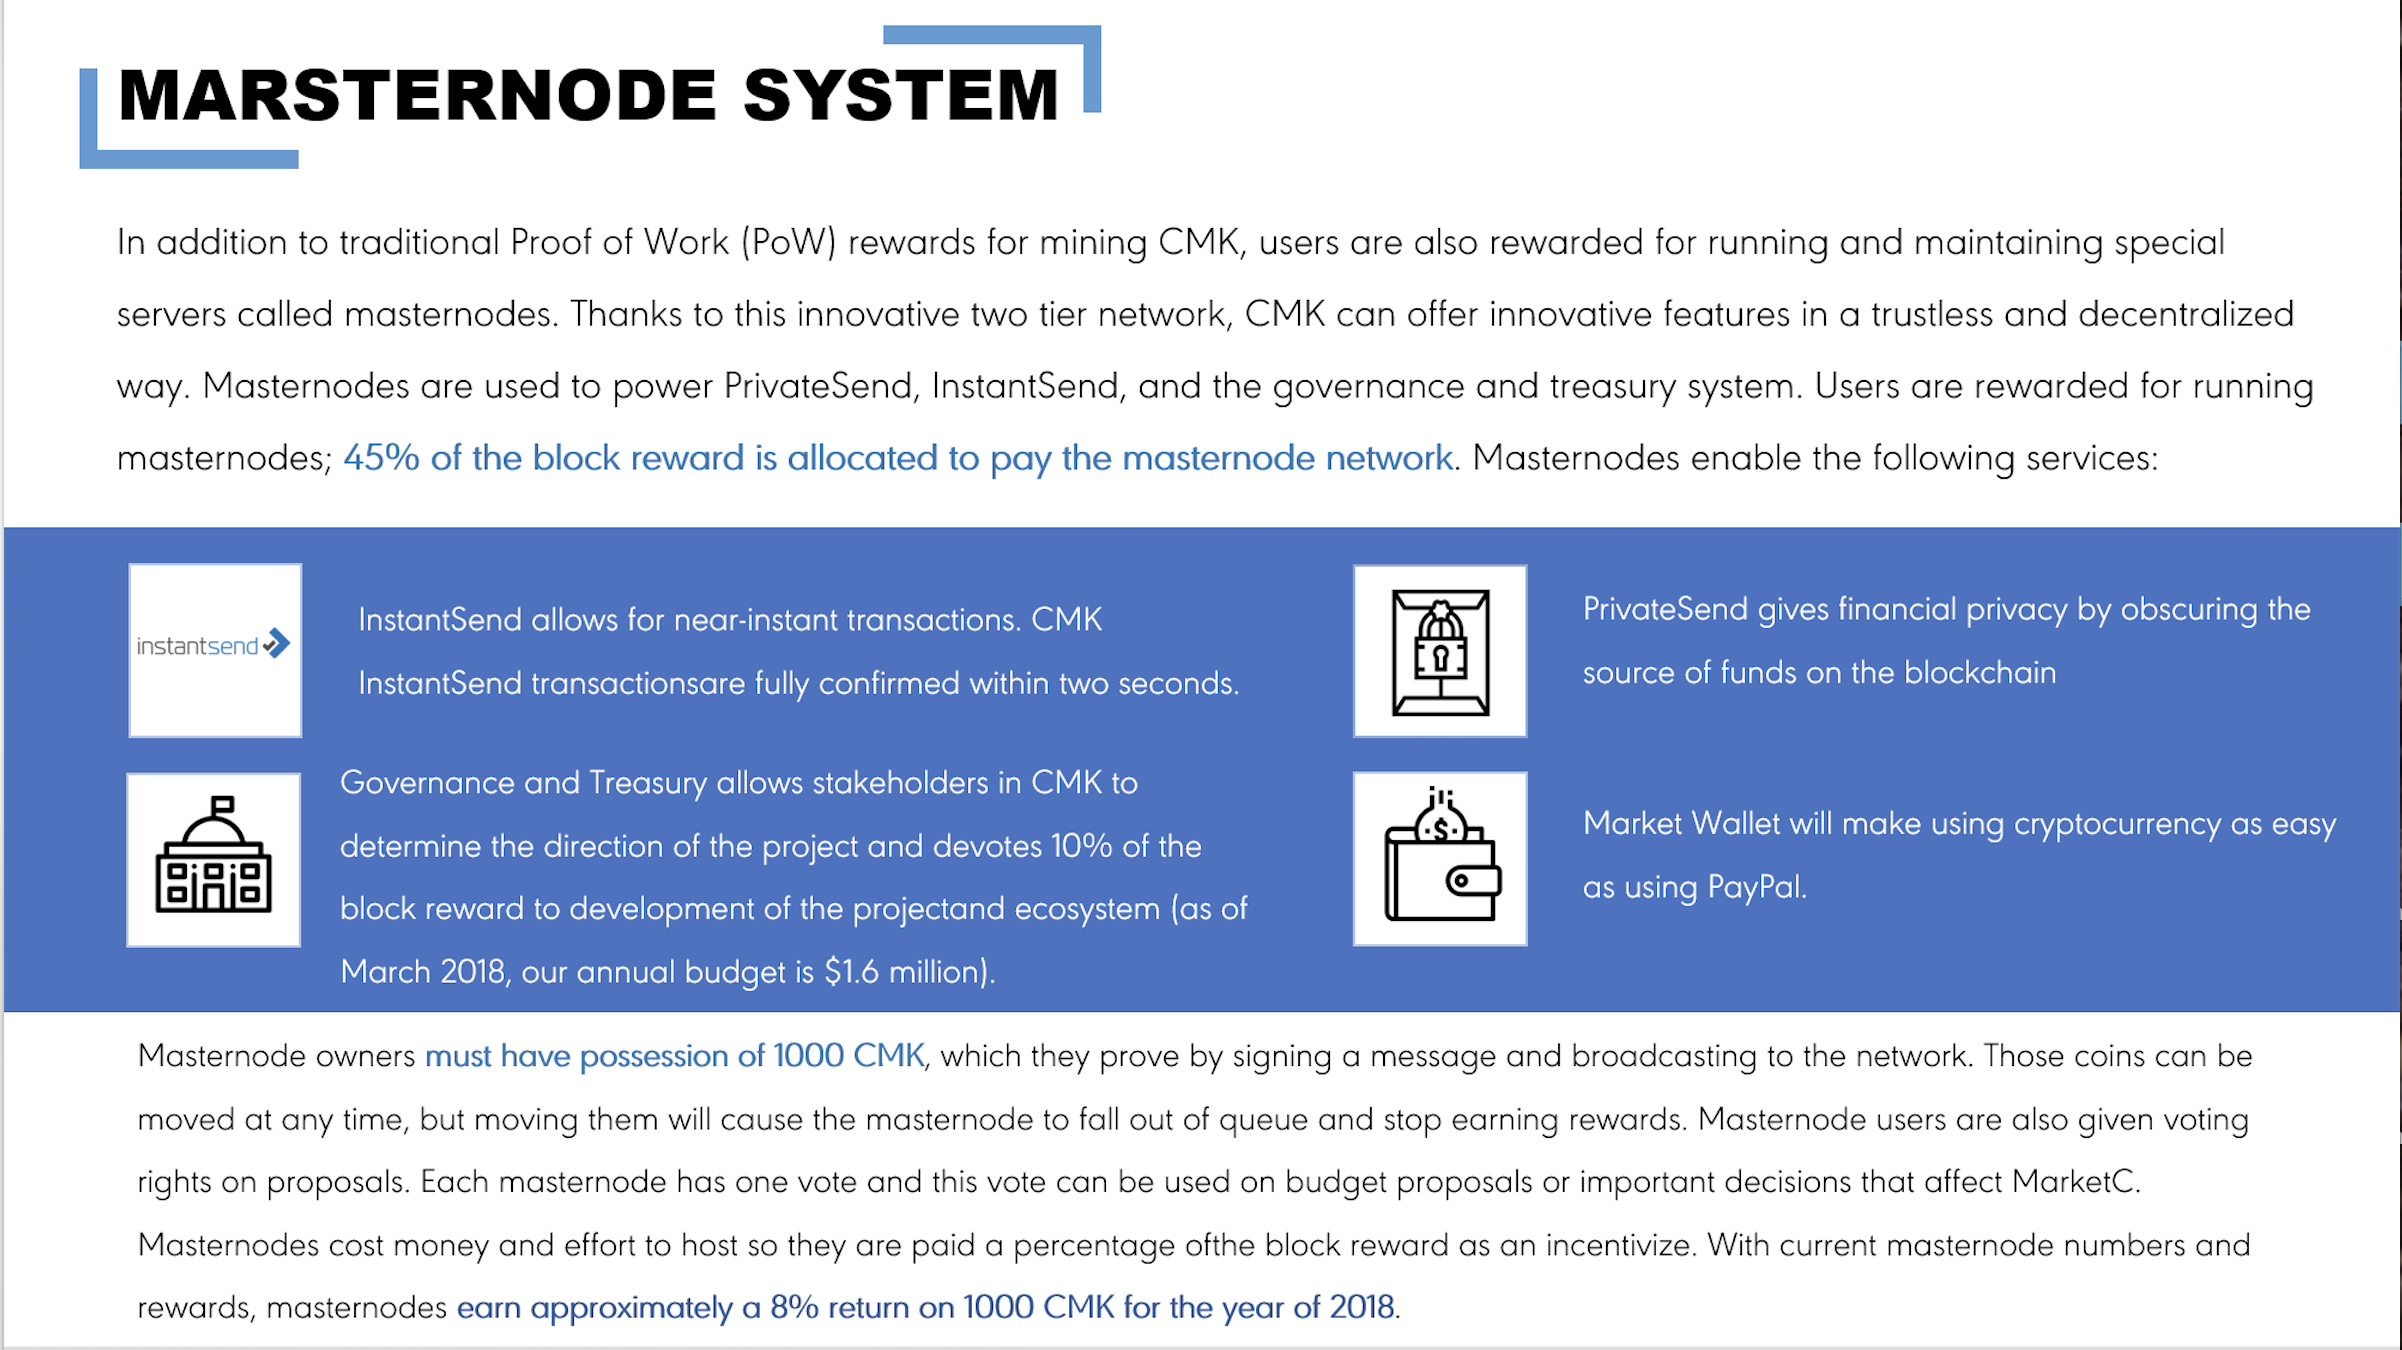 MARSTERNODE SYSTEM
In addition to traditional Proof of Work (PoW) rewards for mining CMK, users are also rewarded for running and maintaining special
servers called masternodes. Thanks to this innovative two tier network, CMK can offer innovative features in a trustless and decentralized
way. Masternodes are used to power PrivateSend, InstantSend, and the governance and treasury system. Users are rewarded for running
masternodes; 45% of the block reward is allocated to pay the masternode network. Masternodes enable the following services:
instantsend
InstantSend allows for near-instant transactions. CMK
InstantSend transactionsare fully confirmed within two seconds.
PrivateSend gives financial privacy by obscuring the
source of funds on the blockchain
Governance and Treasury allows stakeholders in CMK to
determine the direction of the project and devotes 10% of the
block reward to development of the projectand ecosystem (as of
March 2018, our annual budget is $1.6 million).
$
Market Wallet will make using cryptocurrency as easy
as using PayPal.
Masternode owners must have possession of 1000 CMK, which they prove by signing a message and broadcasting to the network. Those coins can be
moved at any time, but moving them will cause the masternode to fall out of queue and stop earning rewards. Masternode users are also given voting
rights on proposals. Each masternode has one vote and this vote can be used on budget proposals or important decisions that affect MarketC.
Masternodes cost money and effort to host so they are paid a percentage ofthe block reward as an incentivize. With current masternode numbers and
rewards, masternodes earn approximately a 8% return on 1000 CMK for the year of 2018.